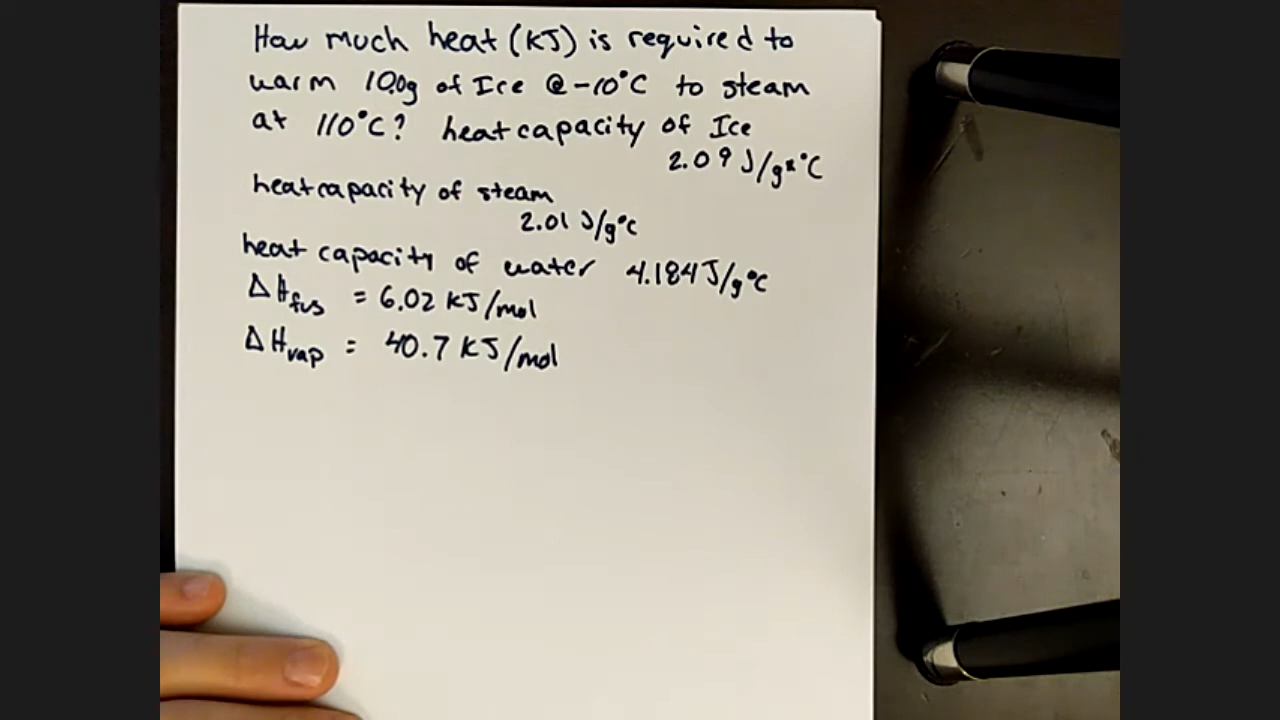 How much heat (KJ) is required to
warm 10.0g of Ice @ -10°C to steam
at 110°C? heat capacity of Ice
2.09 J/g*°C
heat capacity of steam
2.01 J/g°C
heat capacity of water 4.184 J/g°C
ΔHfus = 6.02 KJ/mol
ΔHvap = 40.7 KJ/mol